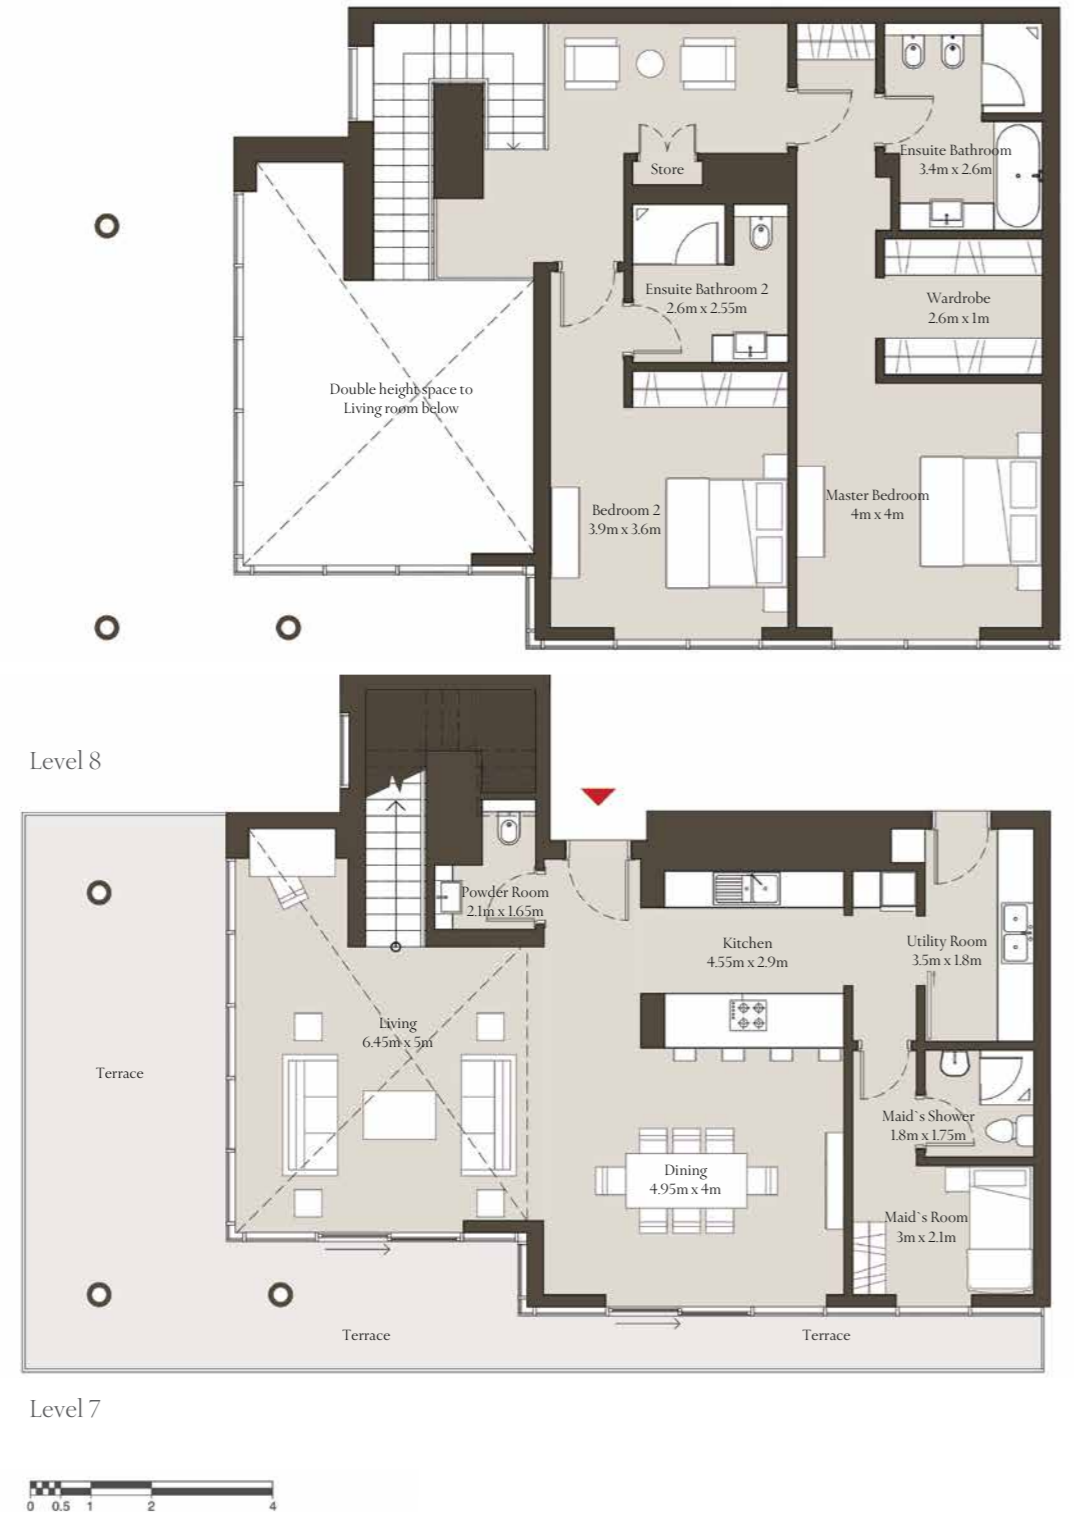 Store
Ensuite Bathroom
3.4m x 2.6m
Ensuite Bathroom 2
2.6m x 2.55m
Wardrobe
2.6m x 1m
Double height space to
Living room below
Bedroom 2
3.9m x 3.6m
Master Bedroom
4m x 4m
Level 8
Powder Room
2.1m x 1.65m
Kitchen
4.55m x 2.9m
Utility Room
3.5m x 1.8m
Living
6.45m x 5m
Terrace
Maid`s Shower
1.8m x 1.75m
Dining
4.95m x 4m
Maid`s Room
3m x 2.1m
Terrace
Terrace
Level 7
0 0.5 1 2 4